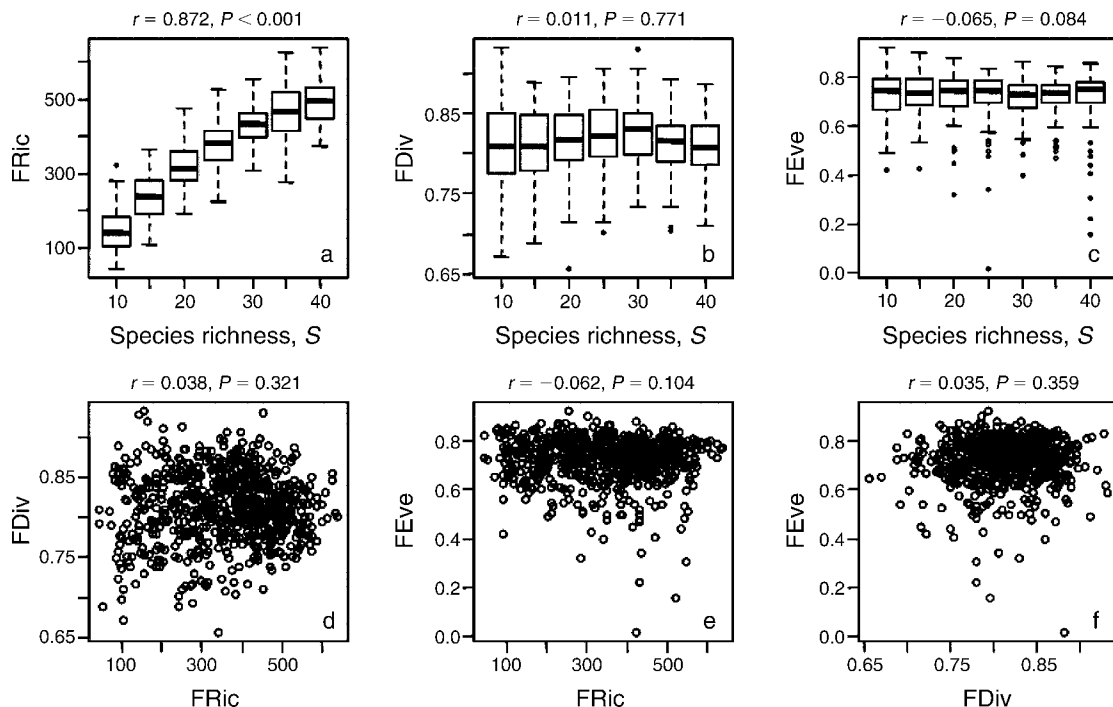 r = 0.872, P < 0.001
FRic
500
300
100
a
10 20 30 40
Species richness, S
r = 0.011, P = 0.771
FDiv
0.85
0.75
0.65
b
10 20 30 40
Species richness, S
r = −0.065, P = 0.084
FEve
0.8
0.6
0.4
0.2
0.0
c
10 20 30 40
Species richness, S
r = 0.038, P = 0.321
FDiv
0.85
0.75
0.65
d
100 300 500
FRic
r = −0.062, P = 0.104
FEve
0.8
0.6
0.4
0.2
0.0
e
100 300 500
FRic
r = 0.035, P = 0.359
FEve
0.8
0.6
0.4
0.2
0.0
f
0.65 0.75 0.85
FDiv